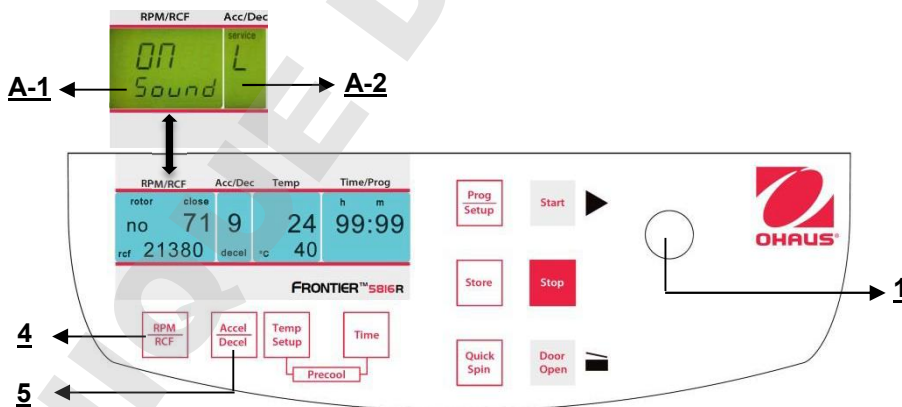 RPM/RCF Acc/Dec
service
ON L
Sound
A-1 A-2
RPM/RCF Acc/Dec Temp Time/Prog
rotor close h m
no 71 9 24 99:99
rcf 21380 decel °C 40
FRONTIER™5816R
Prog Setup
Start
OHAUS®
Store
Stop
1
4
RPM RCF
Accel Decel
Temp Setup
Time
Precool
Quick Spin
Door Open
5